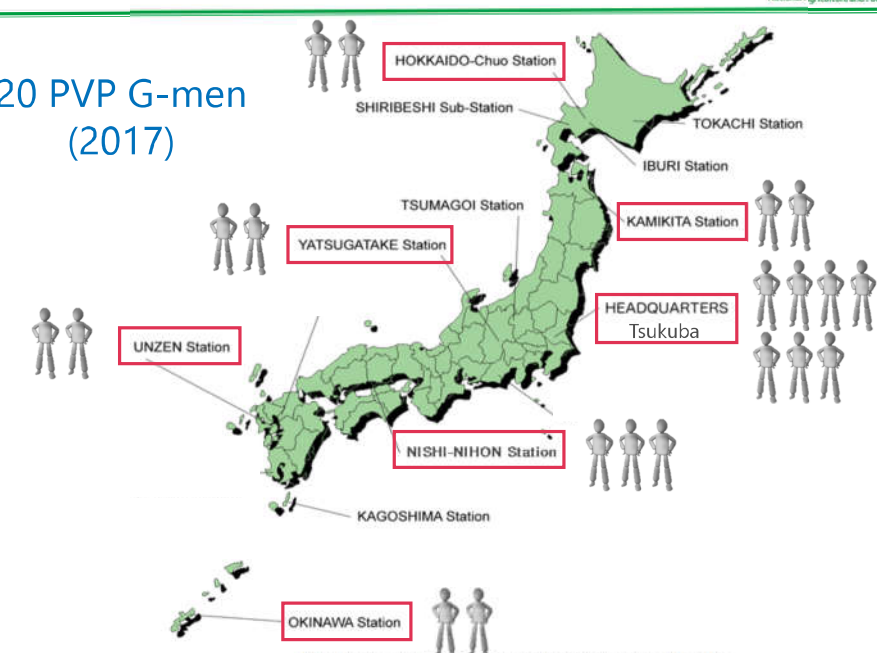 20 PVP G-men
(2017)
HOKKAIDO-Chuo Station
SHIRIBESHI Sub-Station
TOKACHI Station
IBURI Station
TSUMAGOI Station
KAMIKITA Station
YATSUGATAKE Station
HEADQUARTERS
Tsukuba
UNZEN Station
NISHI-NIHON Station
KAGOSHIMA Station
OKINAWA Station